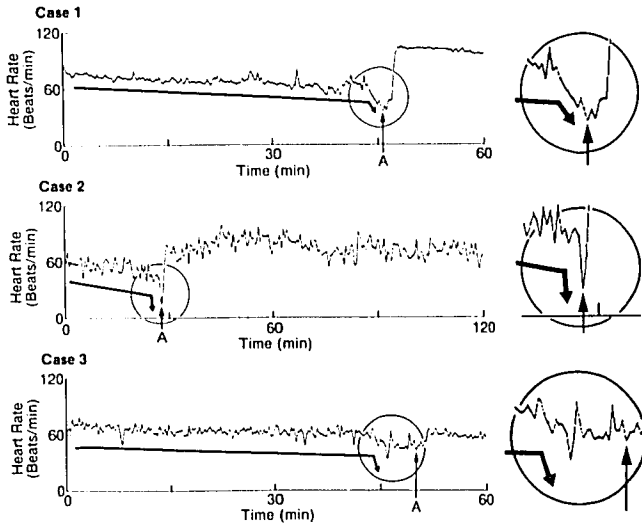 Case 1
Heart Rate
(Beats/min)
120
60
0
0
30
60
A
Time (min)
Case 2
Heart Rate
(Beats/min)
120
60
0
0
60
120
A
Time (min)
Case 3
Heart Rate
(Beats/min)
120
60
0
0
30
60
A
Time (min)